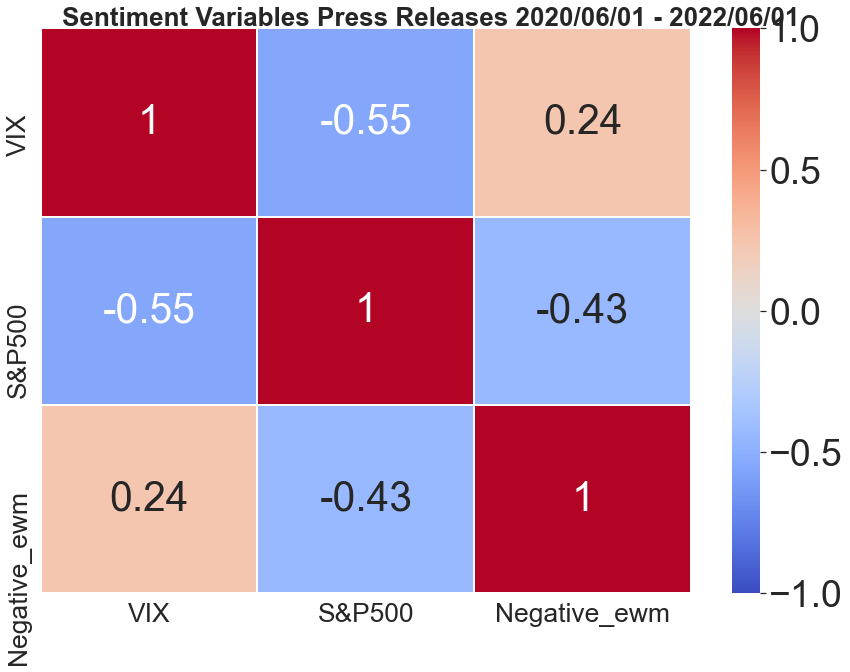 Sentiment Variables Press Releases 2020/06/01 - 2022/06/01
VIX
1
-0.55
0.24
S&P500
-0.55
1
-0.43
Negative_ewm
0.24
-0.43
1
VIX
S&P500
Negative_ewm
1.0
0.5
0.0
−0.5
−1.0